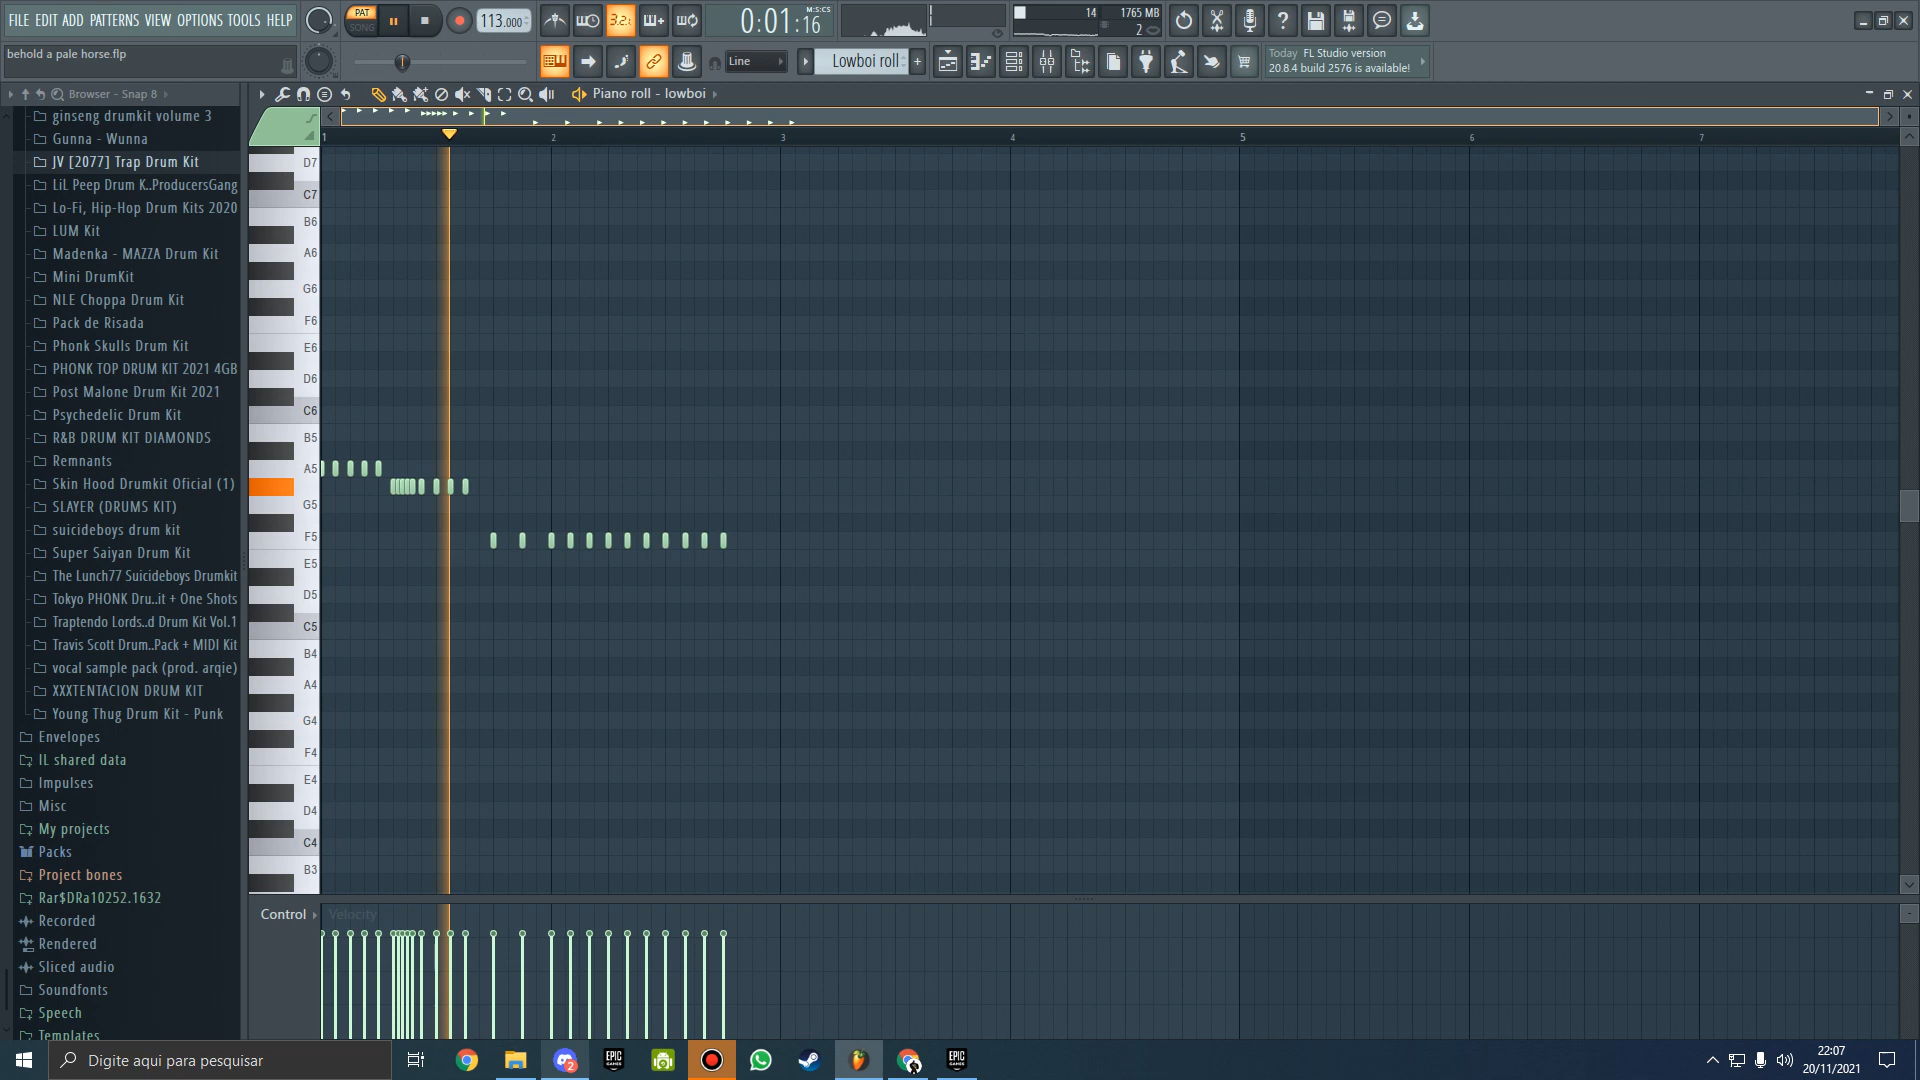 FILE EDIT ADD PATTERNS VIEW OPTIONS TOOLS HELP
PAT
SONG
113.000
3.2.
0:01:16
M:S:CS
14
1765 MB
2
behold a pale horse.flp
Line
Lowboi roll
Today FL Studio version
20.8.4 build 2576 is available!
Browser - Snap 8
Piano roll - lowboi
1 2 3 4 5 6 7
ginseng drumkit volume 3
Gunna - Wunna
JV [2077] Trap Drum Kit
LiL Peep Drum K..ProducersGang
Lo-Fi, Hip-Hop Drum Kits 2020
LUM Kit
Madenka - MAZZA Drum Kit
Mini DrumKit
NLE Choppa Drum Kit
Pack de Risada
Phonk Skulls Drum Kit
PHONK TOP DRUM KIT 2021 4GB
Post Malone Drum Kit 2021
Psychedelic Drum Kit
R&B DRUM KIT DIAMONDS
Remnants
Skin Hood Drumkit Oficial (1)
SLAYER (DRUMS KIT)
suicideboys drum kit
Super Saiyan Drum Kit
The Lunch77 Suicideboys Drumkit
Tokyo PHONK Dru..it + One Shots
Traptendo Lords..d Drum Kit Vol.1
Travis Scott Drum..Pack + MIDI Kit
vocal sample pack (prod. arqie)
XXXTENTACION DRUM KIT
Young Thug Drum Kit - Punk
Envelopes
IL shared data
Impulses
Misc
My projects
Packs
Project bones
Rar$DRa10252.1632
Recorded
Rendered
Sliced audio
Soundfonts
Speech
Templates
D7
C7
B6
A6
G6
F6
E6
D6
C6
B5
A5
G5
F5
E5
D5
C5
B4
A4
G4
F4
E4
D4
C4
B3
Control
Velocity
Digite aqui para pesquisar
2
EPIC
GAMES
EPIC
GAMES
22:07
20/11/2021